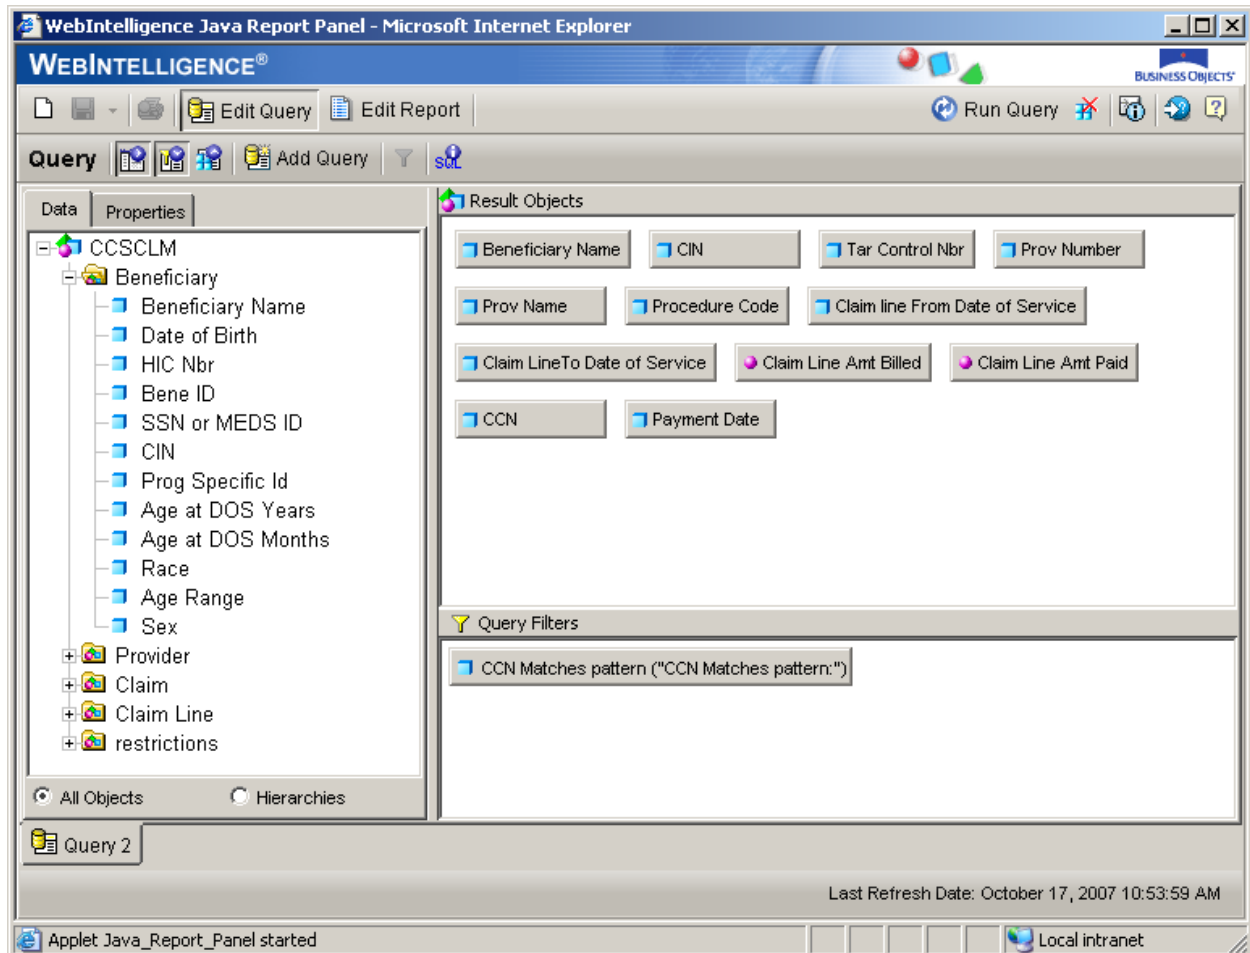 WebIntelligence Java Report Panel - Microsoft Internet Explorer
WEBINTELLIGENCE®
BUSINESS OBJECTS®
Edit Query Edit Report Run Query
Query Add Query SQL
Data Properties
CCSCLM
Beneficiary
Beneficiary Name
Date of Birth
HIC Nbr
Bene ID
SSN or MEDS ID
CIN
Prog Specific Id
Age at DOS Years
Age at DOS Months
Race
Age Range
Sex
Provider
Claim
Claim Line
restrictions
All Objects Hierarchies
Result Objects
Beneficiary Name CIN Tar Control Nbr Prov Number
Prov Name Procedure Code Claim line From Date of Service
Claim LineTo Date of Service Claim Line Amt Billed Claim Line Amt Paid
CCN Payment Date
Query Filters
CCN Matches pattern ("CCN Matches pattern:")
Query 2
Last Refresh Date: October 17, 2007 10:53:59 AM
Applet Java_Report_Panel started Local intranet